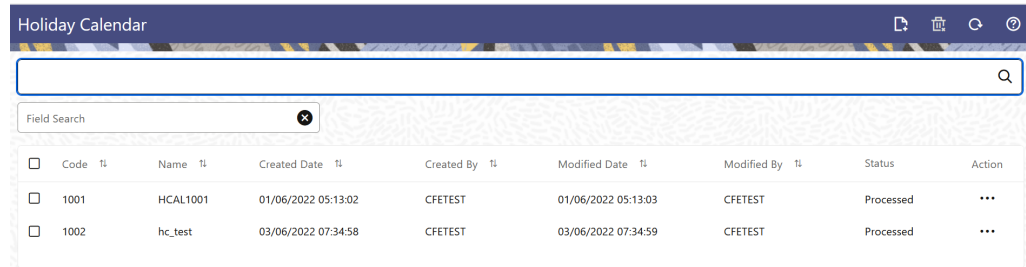 Holiday Calendar
Field Search
Code Name Created Date Created By Modified Date Modified By Status Action
1001 HCAL1001 01/06/2022 05:13:02 CFETEST 01/06/2022 05:13:03 CFETEST Processed
1002 hc_test 03/06/2022 07:34:58 CFETEST 03/06/2022 07:34:59 CFETEST Processed